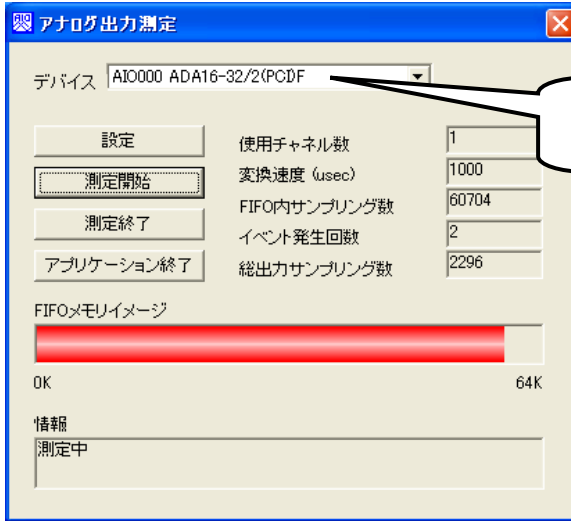 アナログ出力測定
デバイス AIO000 ADA16-32/2(PCI)F
設定
測定開始
測定終了
アプリケーション終了
使用チャネル数 1
変換速度 (usec) 1000
FIFO内サンプリング数 60704
イベント発生回数 2
総出力サンプリング数 2296
FIFOメモリイメージ
0K 64K
情報
測定中